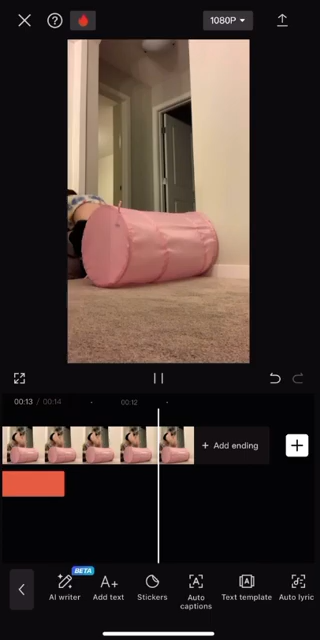 1080P
00:13 / 00:14
00:12
+ Add ending
BETA
AI writer
A+
Add text
Stickers
A
Auto
captions
A
Text template
Auto lyric